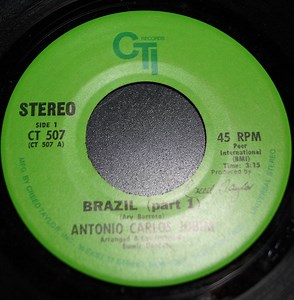 CTI
RECORDS
STEREO
SIDE 1
CT 507
(CT 507 A)
45 RPM
Peer
International
(BMI)
Time: 3:15
Produced by
BRAZIL (part 1)
(Ary Barroso)
ANTONIO CARLOS JOBIM
Arranged